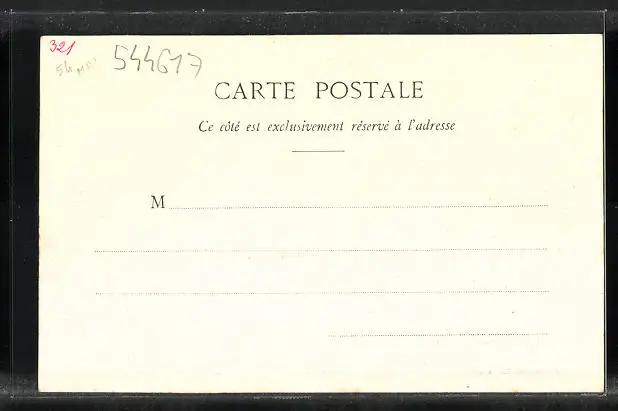 321
544617
CARTE POSTALE
Ce côté est exclusivement réservé à l'adresse
M